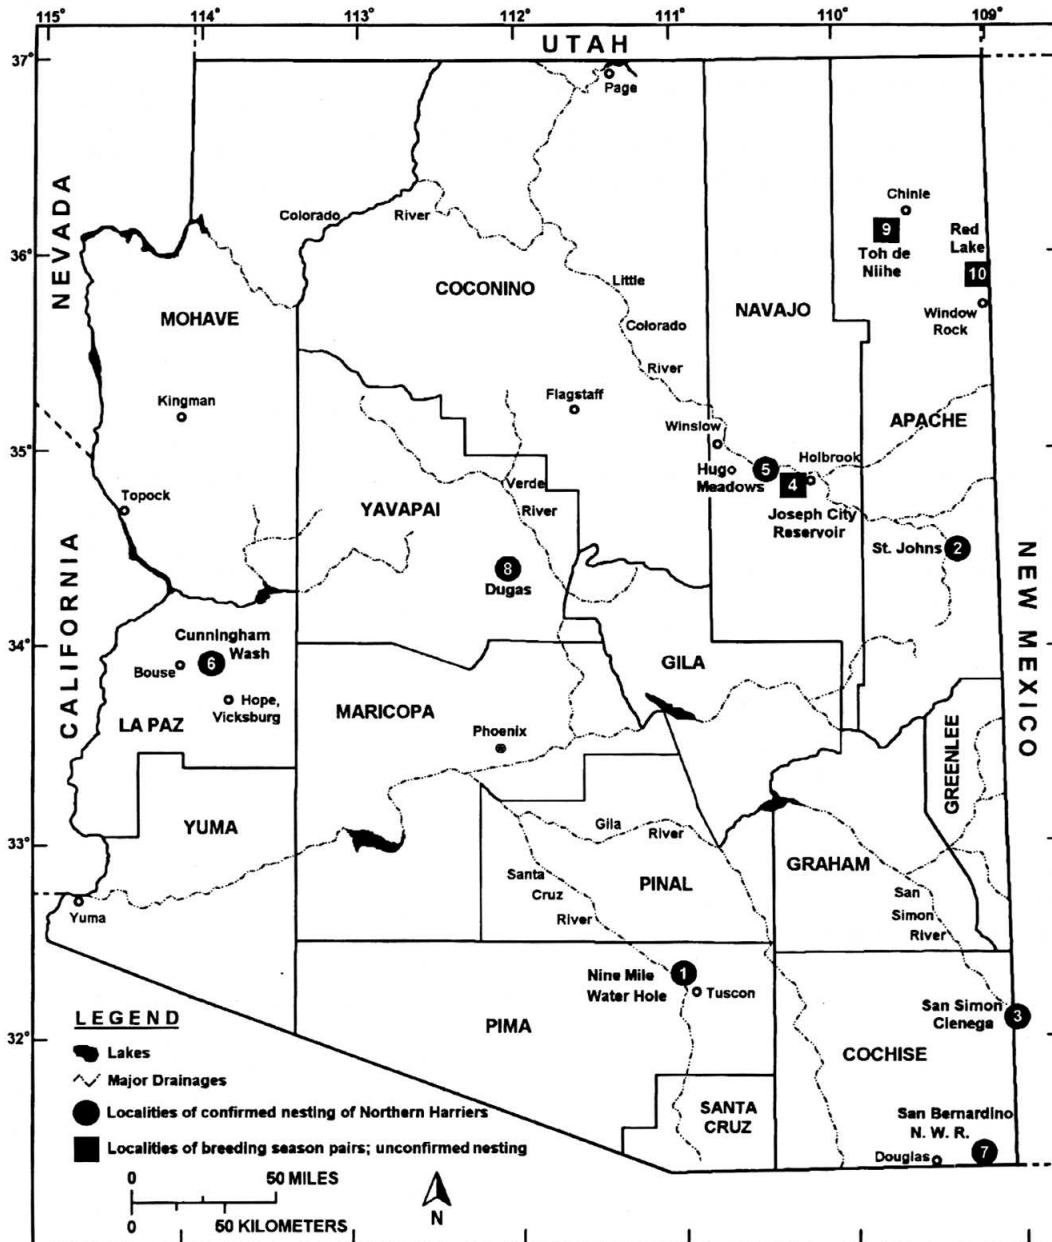 115° 114° 113° 112° 111° 110° 109°
UTAH
37°
Page
NEVADA
Chinle
9
Toh de
Niihe
Red
Lake
10
Colorado River
36°
COCONINO
Little
Colorado
River
NAVAJO
MOHAVE
Window
Rock
Kingman
Flagstaff
APACHE
Winslow
35°
Hugo
Meadows
5
Holbrook
4
Joseph City
Reservoir
Topock
YAVAPAI
Verde
River
St. Johns 2
8
Dugas
CALIFORNIA
NEW MEXICO
34°
Cunningham
Wash
6
Bouse
Hope,
Vicksburg
LA PAZ
GILA
MARICOPA
Phoenix
GREENLEE
YUMA
33°
Gila River
Santa
Cruz
River
PINAL
GRAHAM
San
Simon
River
Yuma
Nine Mile
Water Hole
1
Tuscon
San Simon
Cienega
3
32°
PIMA
COCHISE
SANTA
CRUZ
San Bernardino
N. W. R.
Douglas
7
LEGEND
Lakes
Major Drainages
Localities of confirmed nesting of Northern Harriers
Localities of breeding season pairs; unconfirmed nesting
0 50 MILES
0 50 KILOMETERS
N